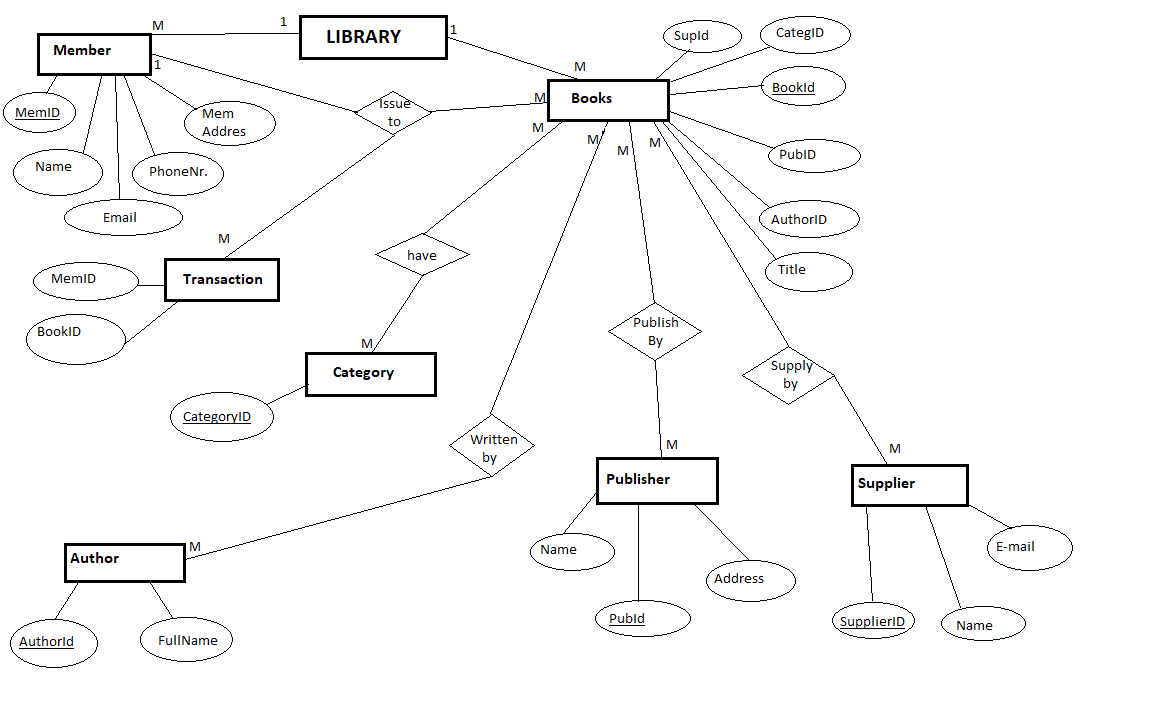 M
1
LIBRARY
1
SupId
CategID
Member
1
M
BookId
M
Books
Issue
to
MemID
Mem
Addres
M
M
M
M
PubID
Name
PhoneNr.
Email
AuthorID
M
have
Title
MemID
Transaction
BookID
Publish
By
M
Category
Supply
by
CategoryID
Written
by
M
M
Publisher
Supplier
M
Author
Name
E-mail
Address
AuthorId
FullName
PubId
SupplierID
Name